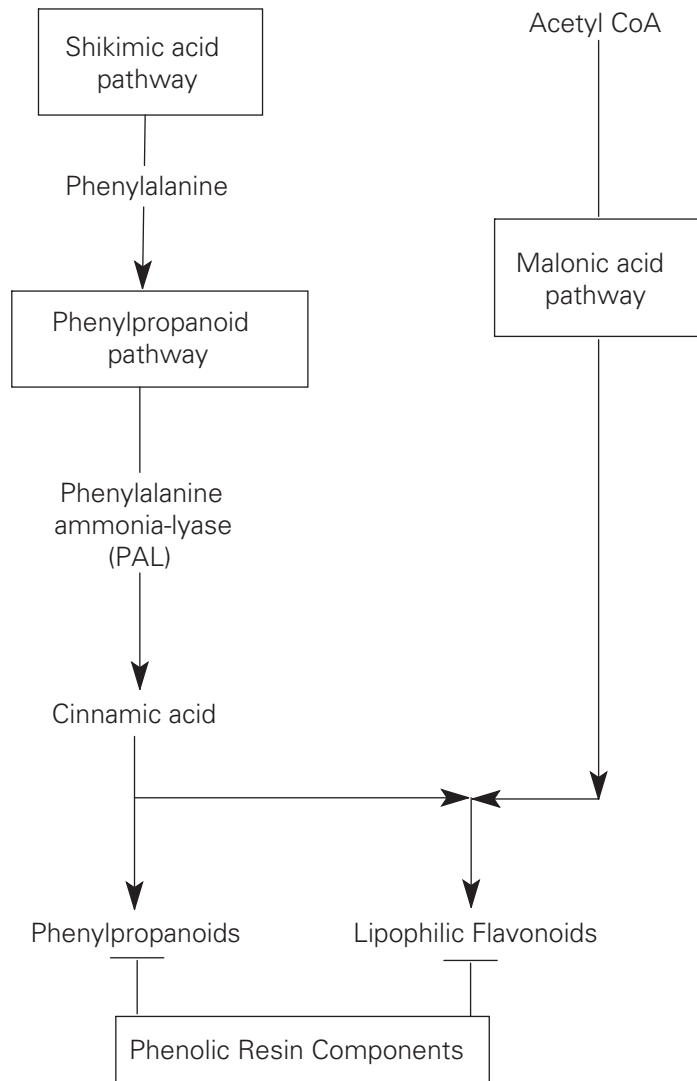 Shikimic acid
pathway
Acetyl CoA
Phenylalanine
Malonic acid
pathway
Phenylpropanoid
pathway
Phenylalanine
ammonia-lyase
(PAL)
Cinnamic acid
Phenylpropanoids
Lipophilic Flavonoids
Phenolic Resin Components